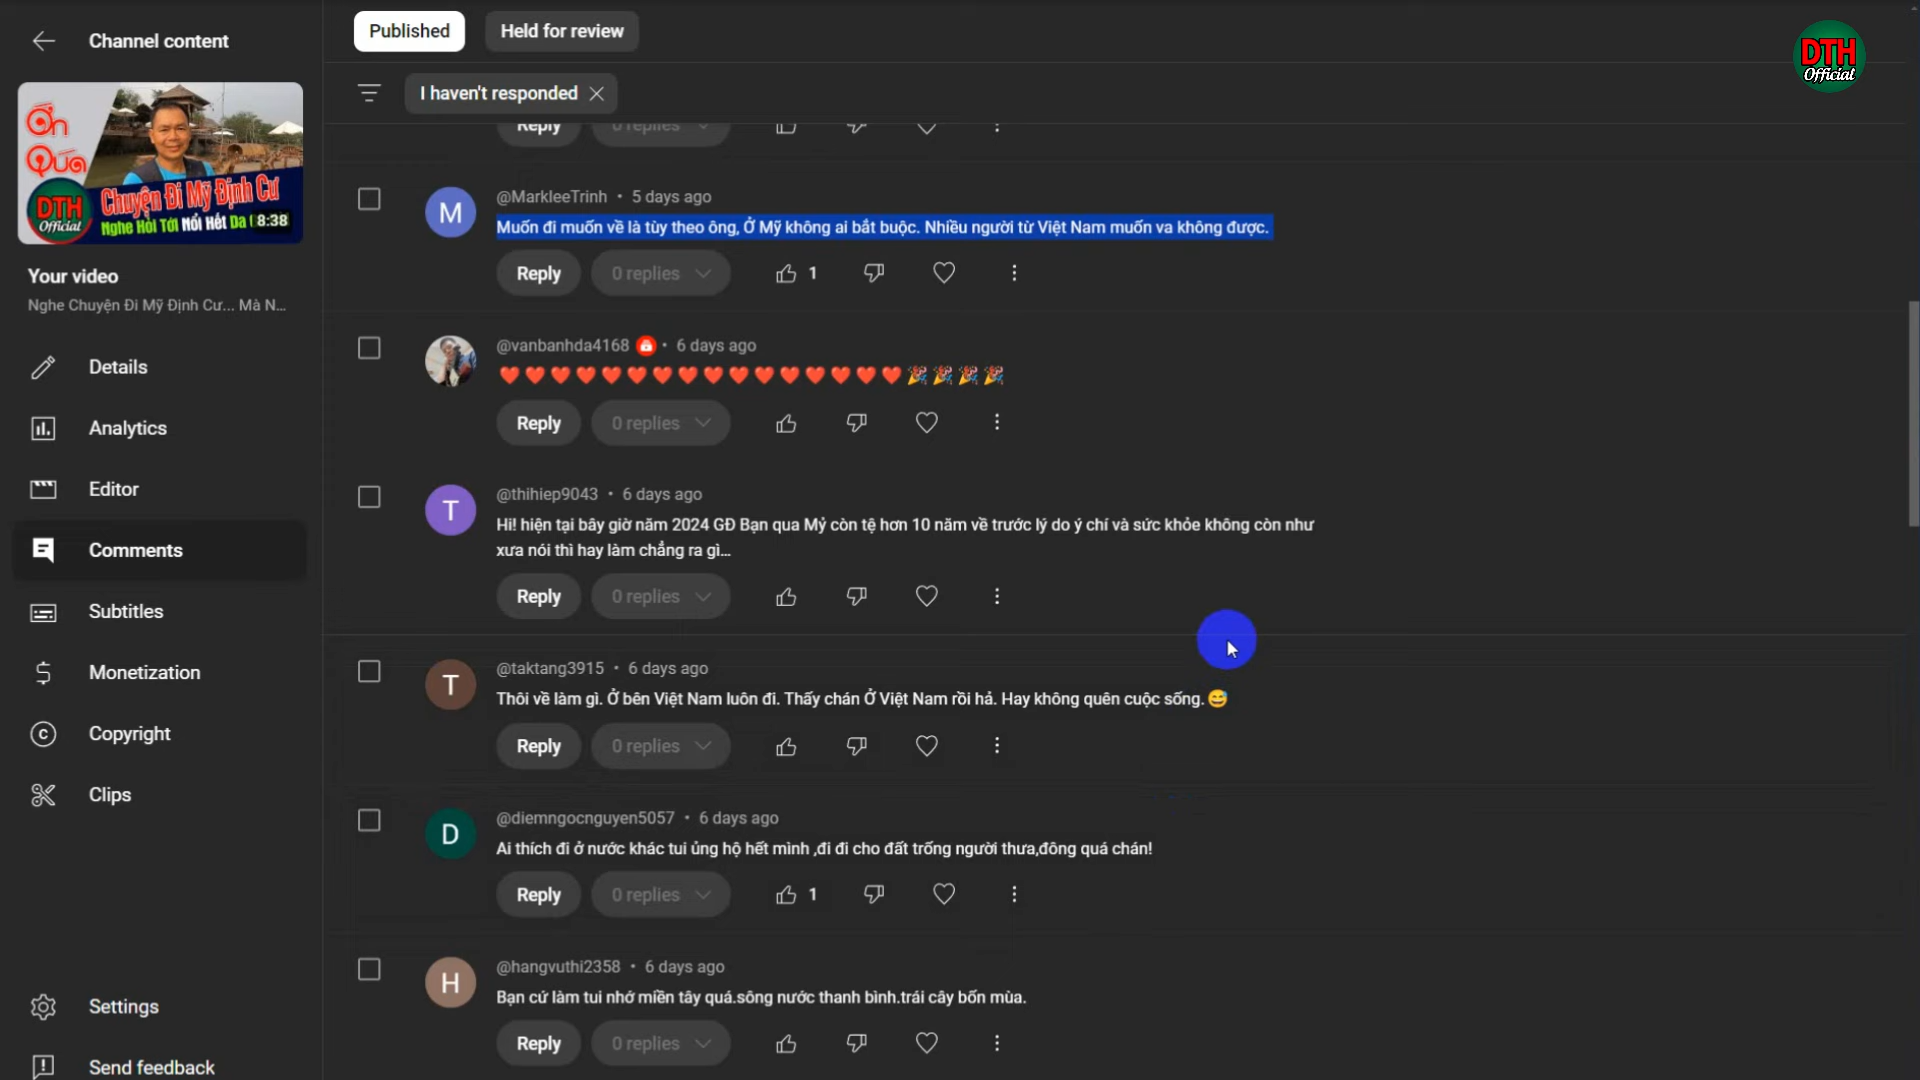 Channel content
Published
Held for review
DTH
Official
I haven't responded
Ồn
Quá
DTH
Official
Chuyện Đi Mỹ Định Cư
Nghe Hỏi Tới Nổi Hết Da
8:38
Your video
Nghe Chuyện Đi Mỹ Định Cư... Mà N...
Details
Analytics
Editor
Comments
Subtitles
Monetization
Copyright
Clips
Settings
Send feedback
Reply 0 replies
M
@MarkleeTrinh • 5 days ago
Muốn đi muốn về là tùy theo ông, Ở Mỹ không ai bắt buộc. Nhiều người từ Việt Nam muốn va không được.
Reply 0 replies 1
@vanbanhda4168 • 6 days ago
❤️❤️❤️❤️❤️❤️❤️❤️❤️❤️❤️❤️❤️❤️❤️❤️🎉🎉🎉🎉
Reply 0 replies
T
@thihiep9043 • 6 days ago
Hi! hiện tại bây giờ năm 2024 GĐ Bạn qua Mỷ còn tệ hơn 10 năm về trước lý do ý chí và sức khỏe không còn như
xưa nói thì hay làm chẳng ra gì...
Reply 0 replies
T
@taktang3915 • 6 days ago
Thôi về làm gì. Ở bên Việt Nam luôn đi. Thấy chán Ở Việt Nam rồi hả. Hay không quên cuộc sống. 😅
Reply 0 replies
D
@diemngocnguyen5057 • 6 days ago
Ai thích đi ở nước khác tui ủng hộ hết mình ,đi đi cho đất trống người thưa,đông quá chán!
Reply 0 replies 1
H
@hangvuthi2358 • 6 days ago
Bạn cứ làm tui nhớ miền tây quá.sông nước thanh bình.trái cây bốn mùa.
Reply 0 replies